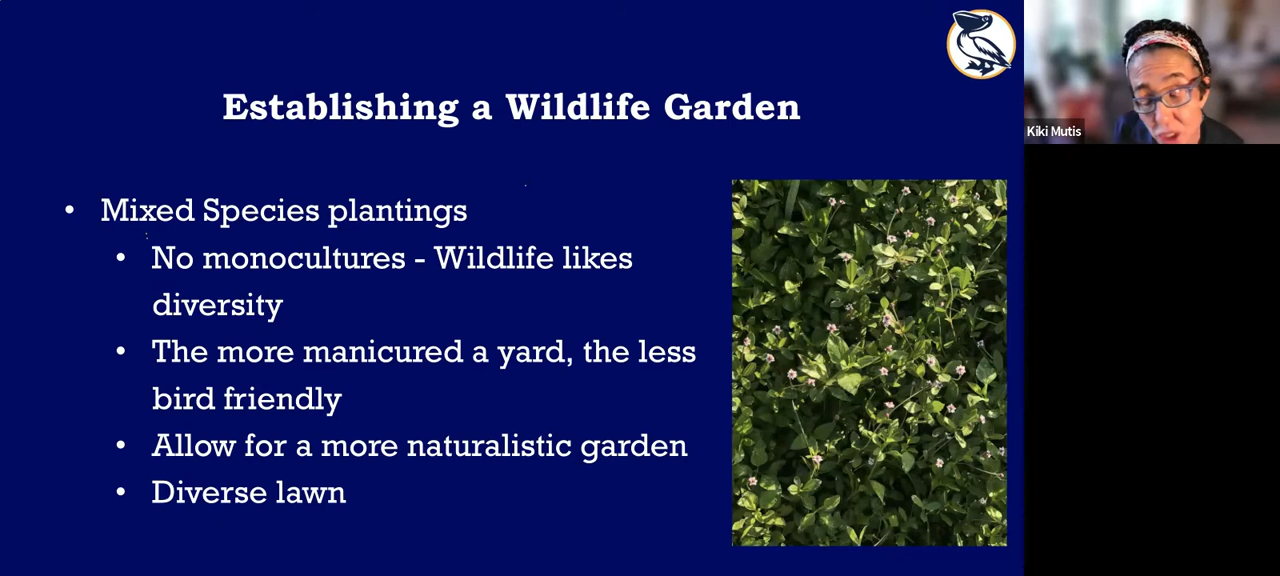 Establishing a Wildlife Garden
• Mixed Species plantings
• No monocultures - Wildlife likes
diversity
• The more manicured a yard, the less
bird friendly
• Allow for a more naturalistic garden
• Diverse lawn
Kiki Mutis